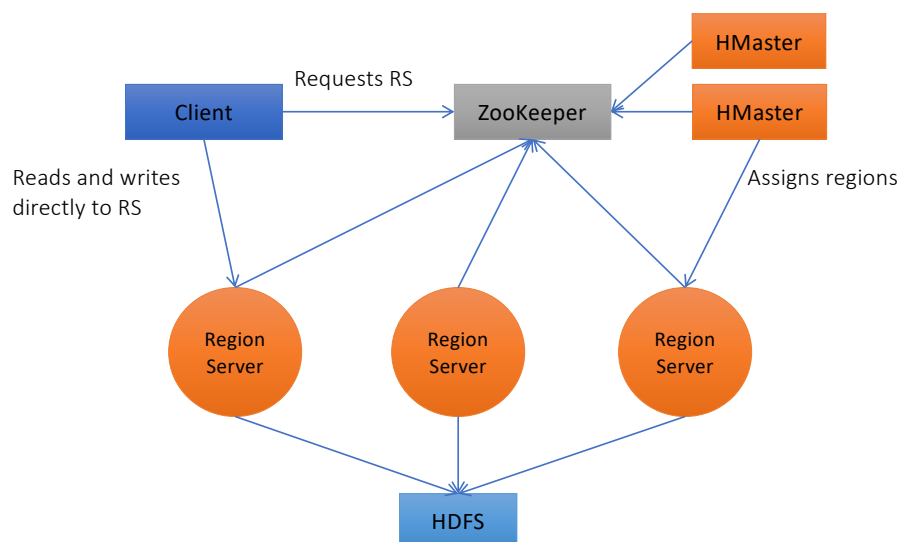 HMaster
Requests RS
Client
ZooKeeper
HMaster
Reads and writes
directly to RS
Assigns regions
Region
Server
Region
Server
Region
Server
HDFS